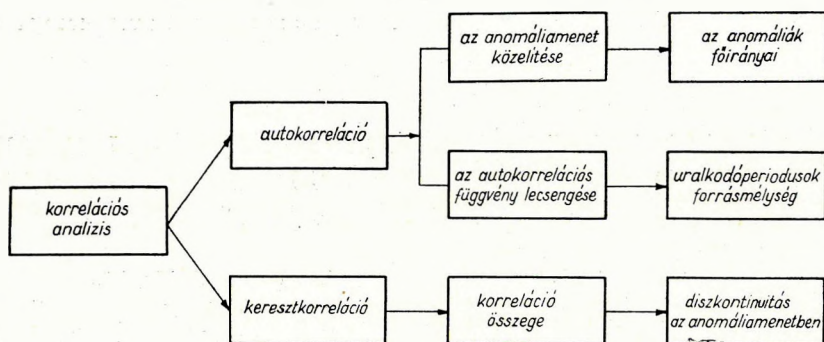 az anomáliamenet
közelítése
az anomáliák
főirányai
autokorreláció
az autokorrelációs
függvény lecsengése
uralkodóperiodusok
forrásmélység
korrelációs
analizis
keresztkorreláció
korreláció
összege
diszkontinuitás
az anomáliamenetben